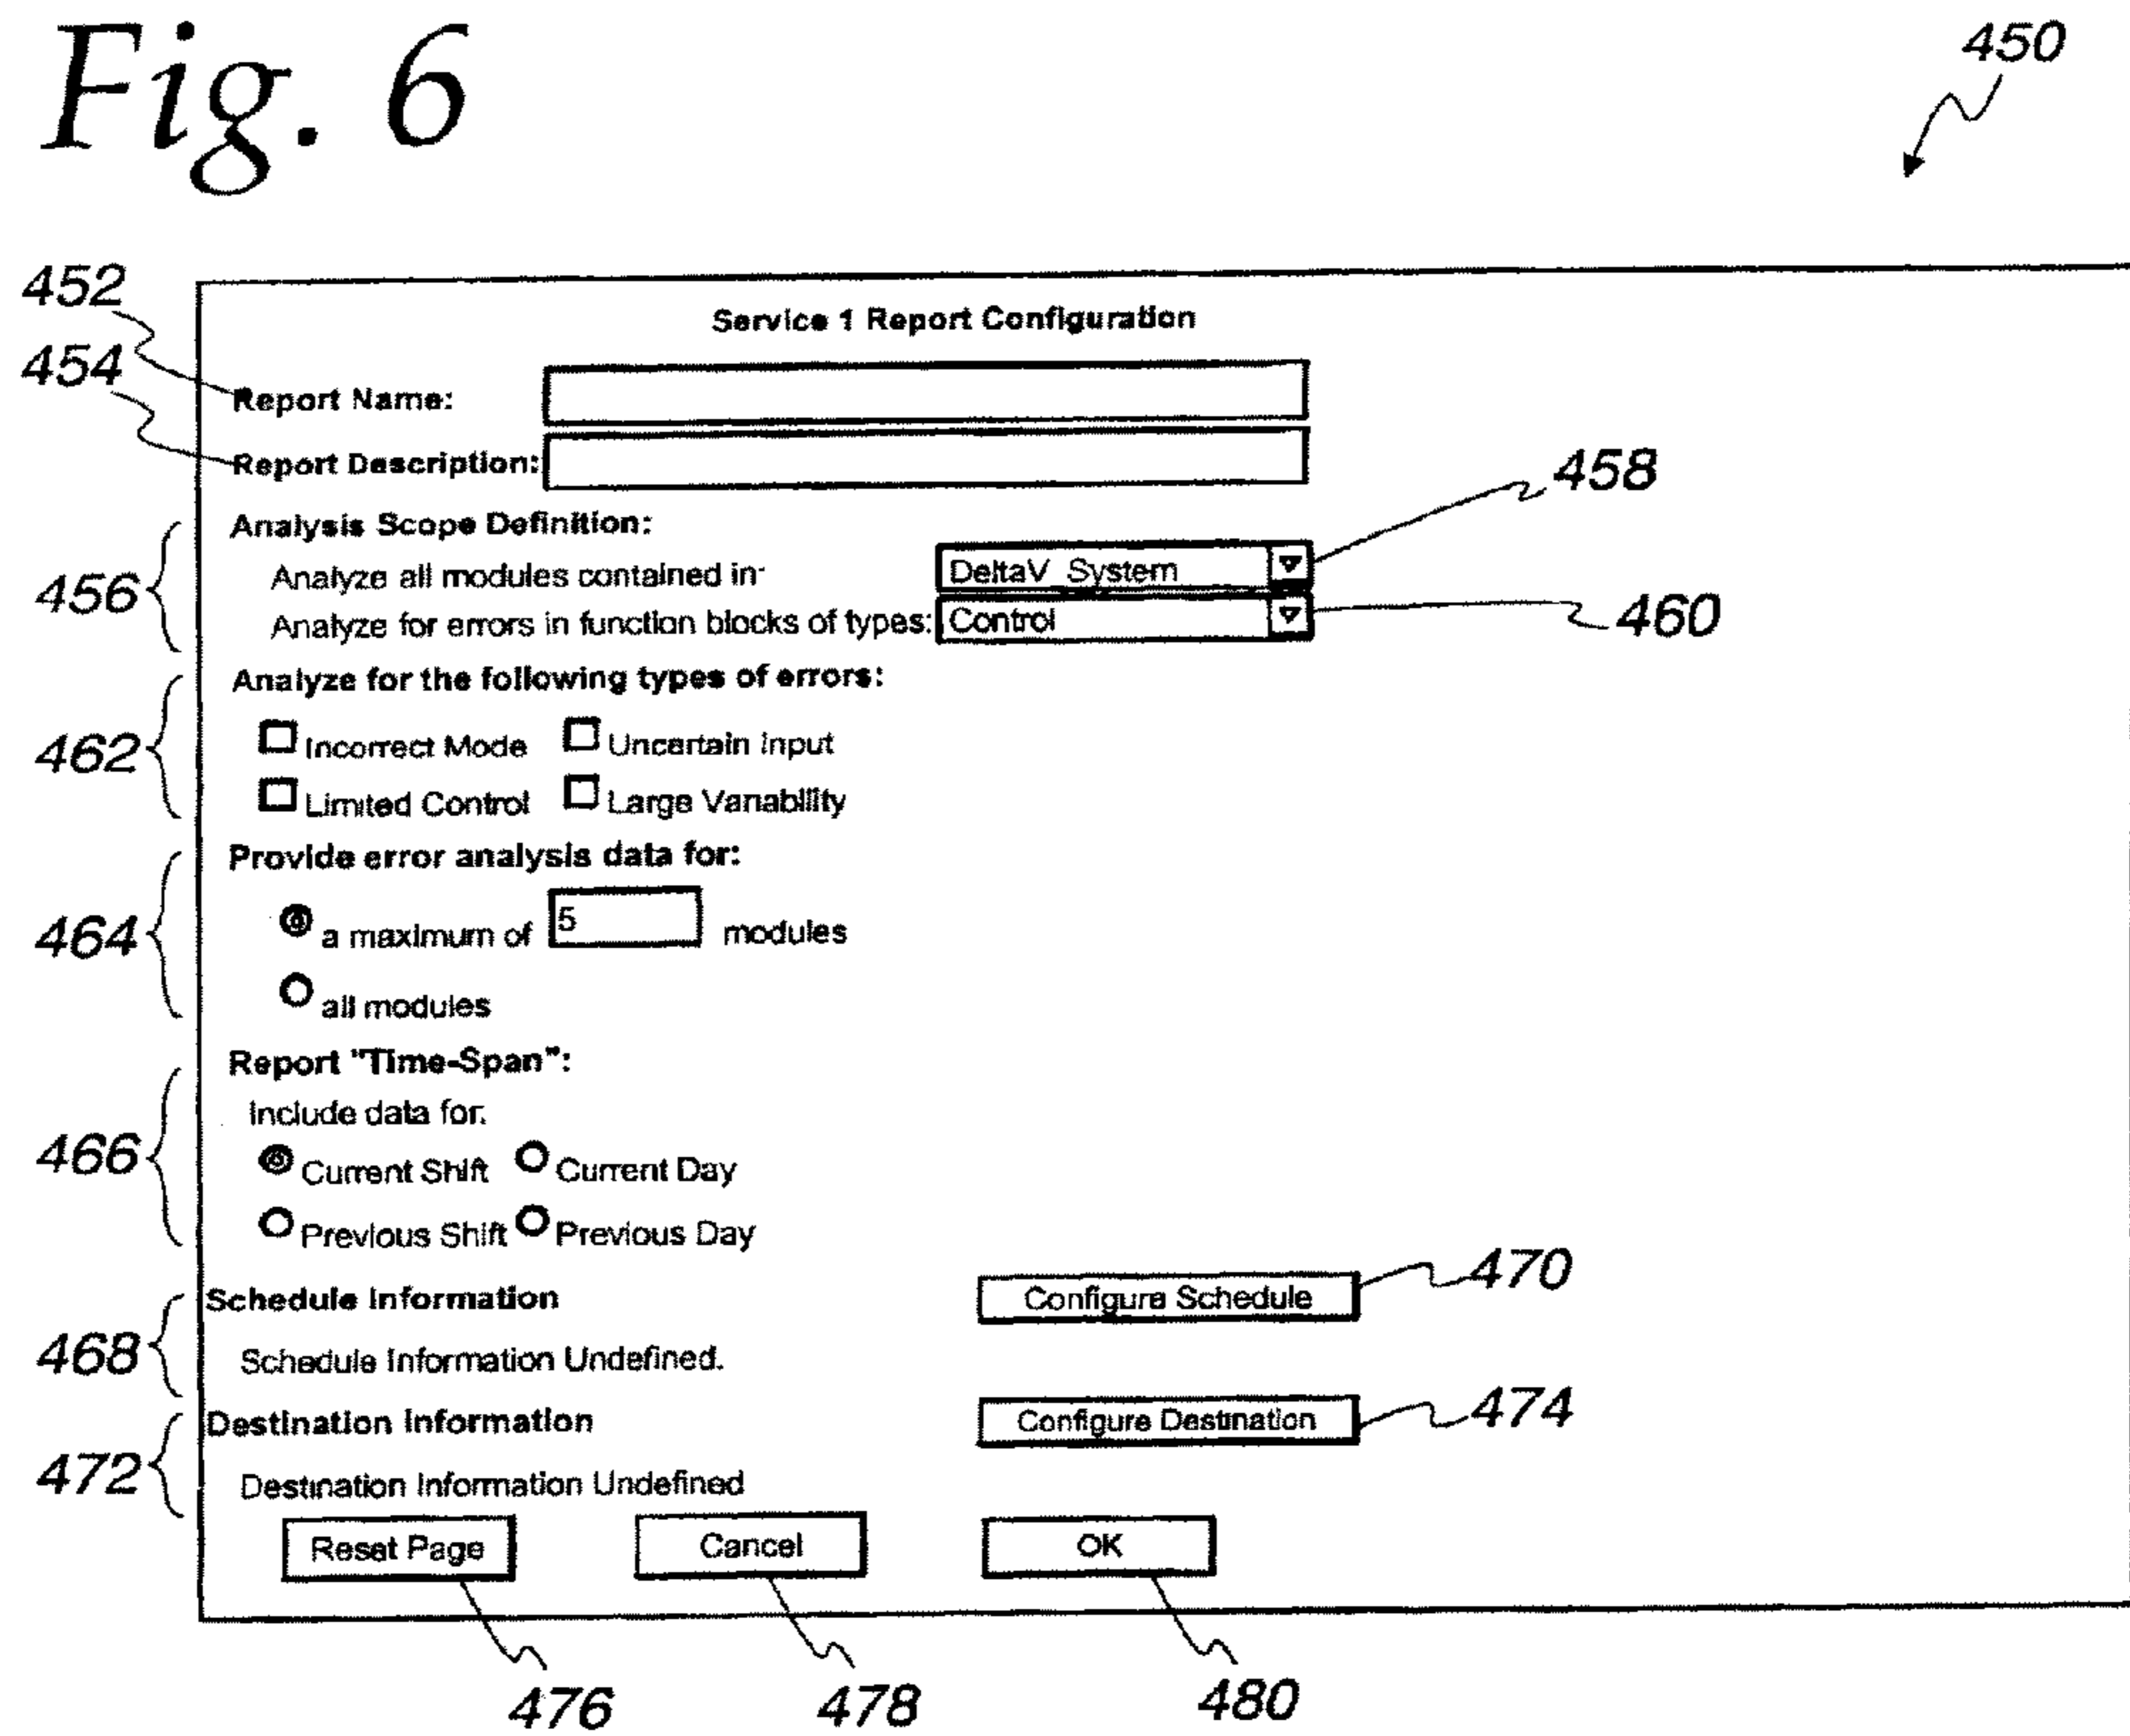 Fig. 6
450
452
Service 1 Report Configuration
454
Report Name:
Report Description:
458
Analysis Scope Definition:
456
Analyze all modules contained in:
DeltaV_System
Analyze for errors in function blocks of types:
Control
460
Analyze for the following types of errors:
462
Incorrect Mode
Uncertain Input
Limited Control
Large Variability
Provide error analysis data for:
464
a maximum of 5 modules
all modules
Report "Time-Span":
Include data for:
466
Current Shift
Current Day
Previous Shift
Previous Day
Schedule Information
Configure Schedule
470
468
Schedule Information Undefined.
Destination Information
Configure Destination
474
472
Destination Information Undefined
Reset Page
Cancel
OK
476
478
480